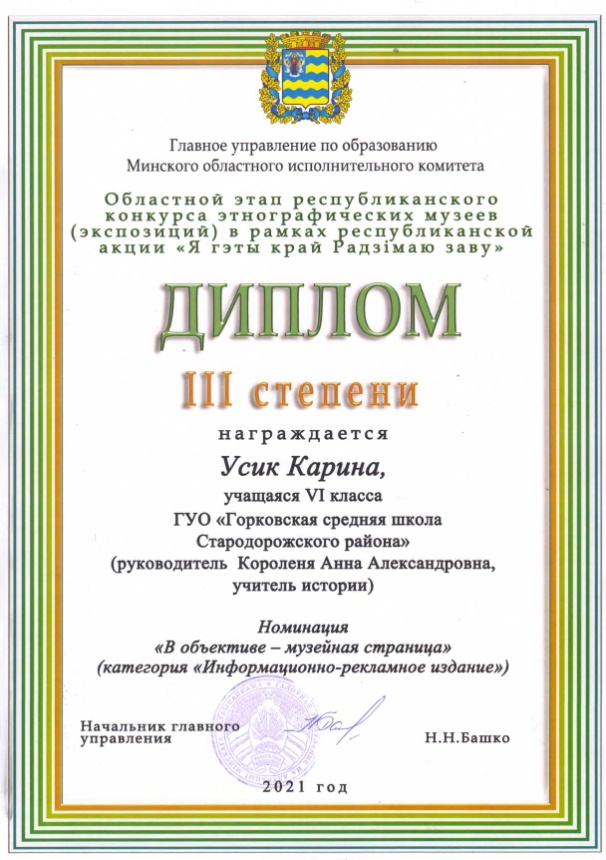 Главное управление по образованию
Минского областного исполнительного комитета
Областной этап республиканского
конкурса этнографических музеев
(экспозиций) в рамках республиканской
акции «Я гэты край Радзімаю заву»
ДИПЛОМ
III степени
награждается
Усик Карина,
учащаяся VI класса
ГУО «Горковская средняя школа
Стародорожского района»
(руководитель Короленя Анна Александровна,
учитель истории)
Номинация
«В объективе – музейная страница»
(категория «Информационно-рекламное издание»)
Начальник главного
управления
Н.Н.Башко
2021 год